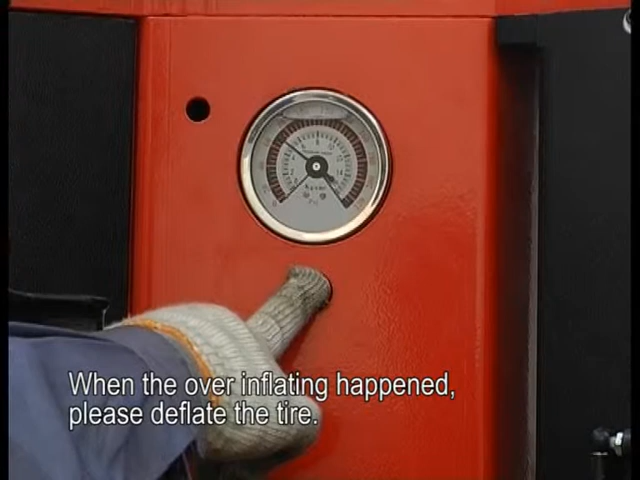 When the over inflating happened,
please deflate the tire.